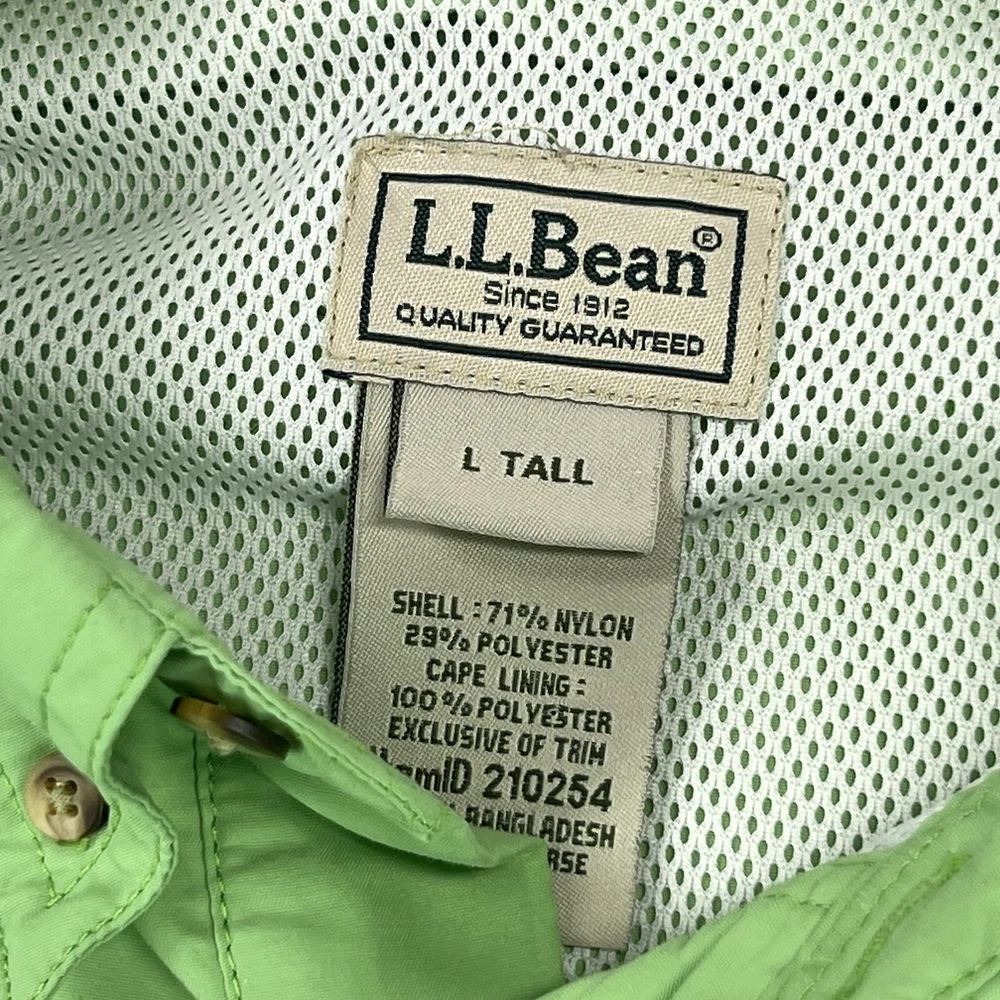 L.L.Bean®
Since 1912
QUALITY GUARANTEED
L TALL
SHELL : 71% NYLON
29% POLYESTER
CAPE LINING :
100% POLYESTER
EXCLUSIVE OF TRIM
210254
BANGLADESH